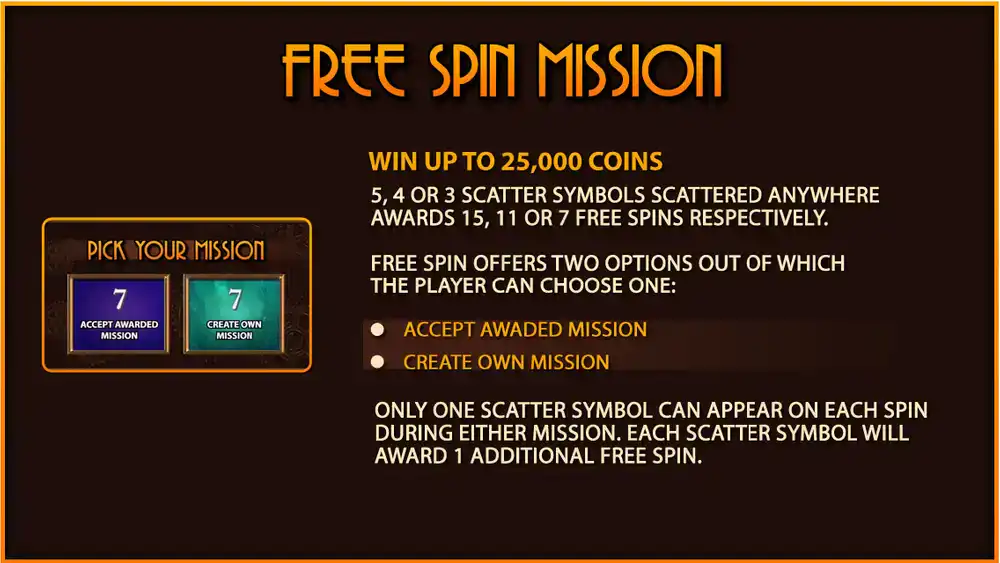 FREE SPIN MISSION
WIN UP TO 25,000 COINS
5, 4 OR 3 SCATTER SYMBOLS SCATTERED ANYWHERE
AWARDS 15, 11 OR 7 FREE SPINS RESPECTIVELY.
PICK YOUR MISSION
7
ACCEPT AWARDED
MISSION
7
CREATE OWN
MISSION
FREE SPIN OFFERS TWO OPTIONS OUT OF WHICH
THE PLAYER CAN CHOOSE ONE:
ACCEPT AWADED MISSION
CREATE OWN MISSION
ONLY ONE SCATTER SYMBOL CAN APPEAR ON EACH SPIN
DURING EITHER MISSION. EACH SCATTER SYMBOL WILL
AWARD 1 ADDITIONAL FREE SPIN.